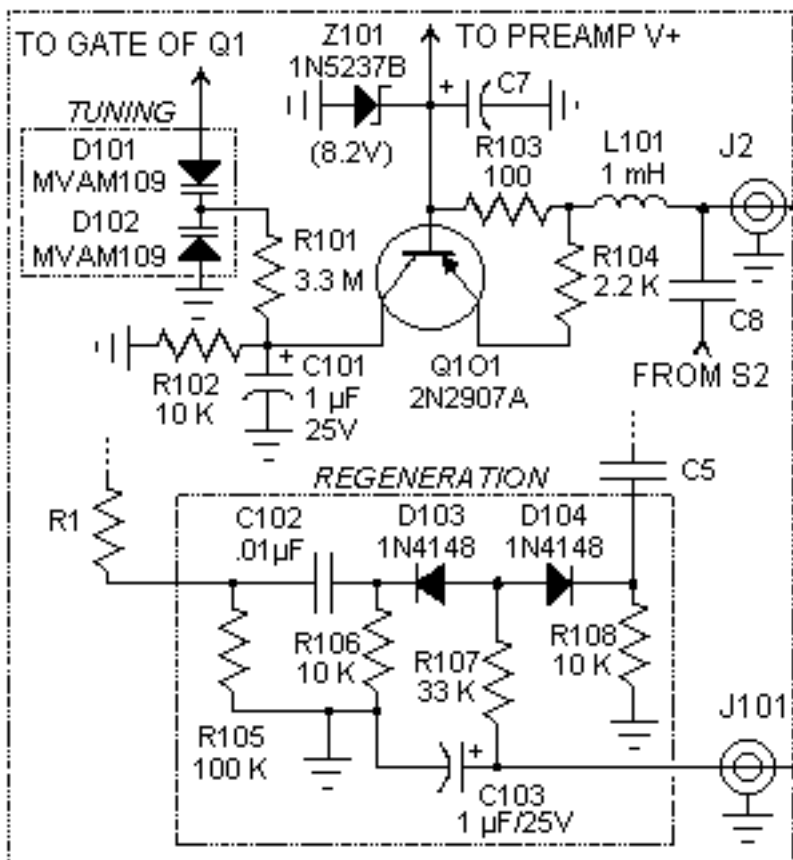 TO GATE OF Q1
Z101
1N5237B
(8.2V)
TO PREAMP V+
+
C7
TUNING
D101
MVAM109
D102
MVAM109
R103
100
L101
1 mH
J2
R101
3.3 M
R104
2.2 K
C8
FROM S2
R102
10 K
+
C101
1 µF
25V
Q1O1
2N2907A
REGENERATION
C5
R1
C102
.01µF
D103
1N4148
D104
1N4148
R106
10 K
R107
33 K
R108
10 K
R105
100 K
+
C103
1 µF/25V
J101